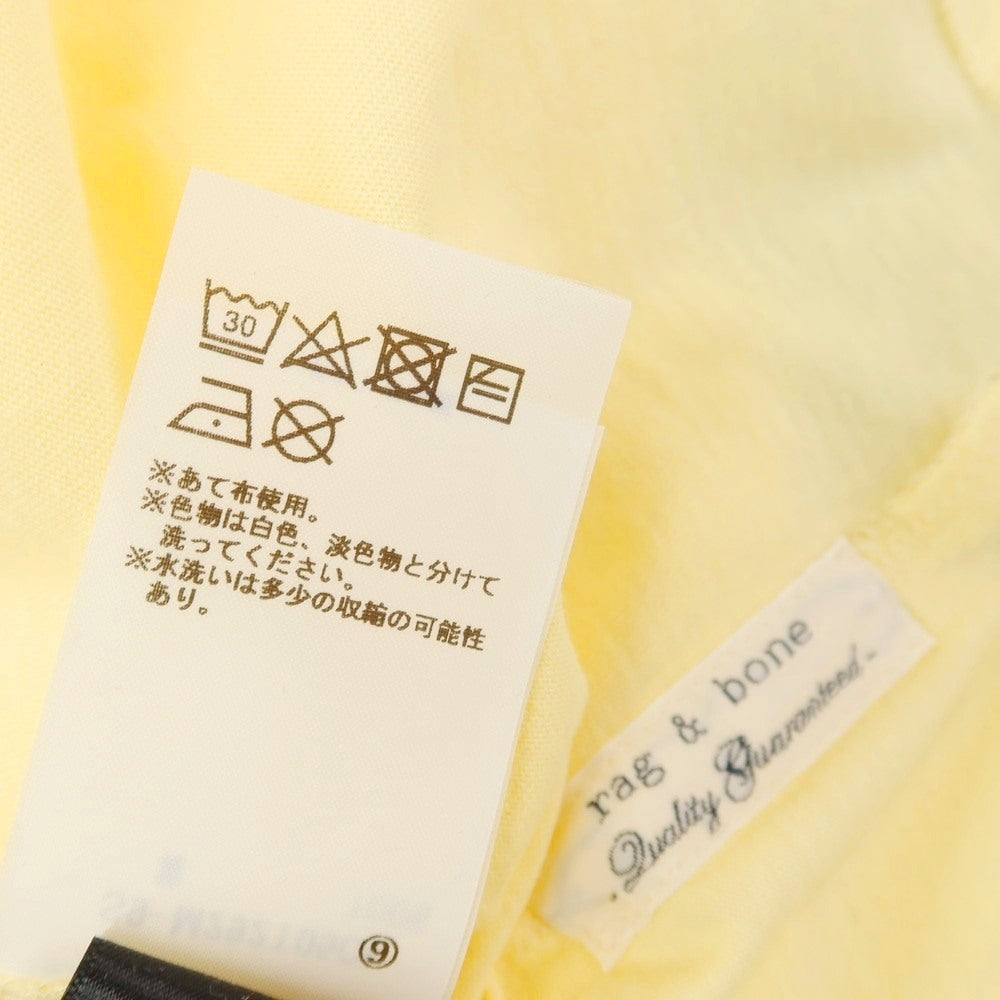 30
※あて布使用。
※色物は白色、淡色物と分けて
洗ってください。
※水洗いは多少の収縮の可能性
あり。
⑨
rag & bone
Quality Guaranteed